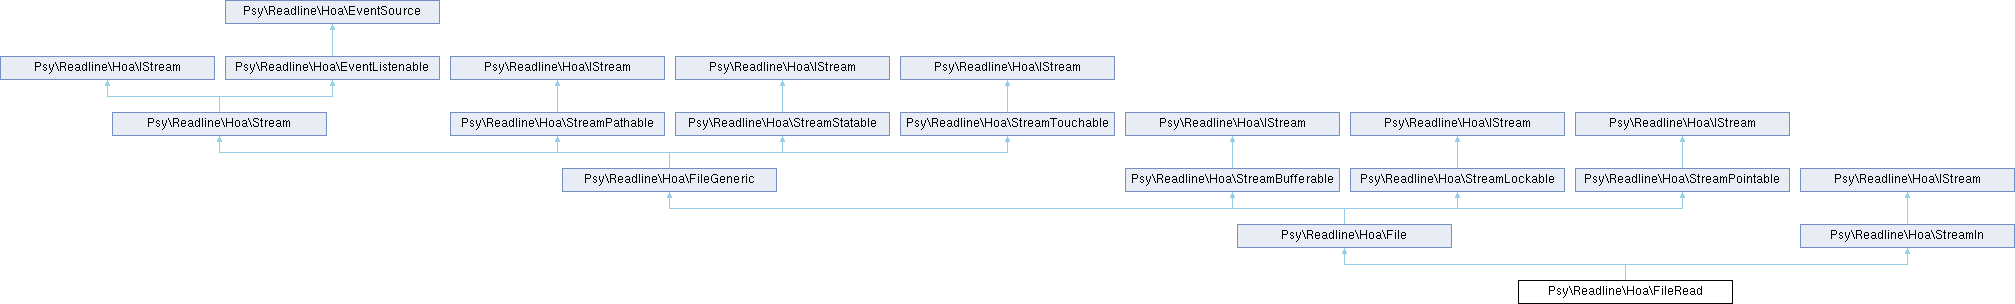 Psy\Readline\Hoa\EventSource
Psy\Readline\Hoa\IStream
Psy\Readline\Hoa\EventListenable
Psy\Readline\Hoa\IStream
Psy\Readline\Hoa\IStream
Psy\Readline\Hoa\IStream
Psy\Readline\Hoa\Stream
Psy\Readline\Hoa\StreamPathable
Psy\Readline\Hoa\StreamStatable
Psy\Readline\Hoa\StreamTouchable
Psy\Readline\Hoa\IStream
Psy\Readline\Hoa\IStream
Psy\Readline\Hoa\IStream
Psy\Readline\Hoa\FileGeneric
Psy\Readline\Hoa\StreamBufferable
Psy\Readline\Hoa\StreamLockable
Psy\Readline\Hoa\StreamPointable
Psy\Readline\Hoa\IStream
Psy\Readline\Hoa\File
Psy\Readline\Hoa\StreamIn
Psy\Readline\Hoa\FileRead